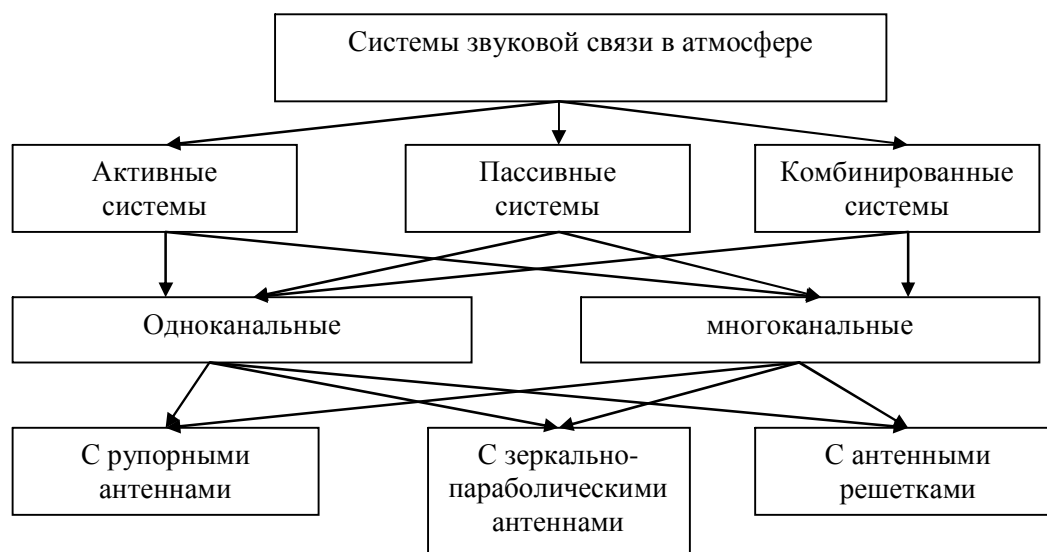 Системы звуковой связи в атмосфере
Активные
системы
Пассивные
системы
Комбинированные
системы
Одноканальные
многоканальные
С рупорными
антеннами
С зеркально-
параболическими
антеннами
С антенными
решетками